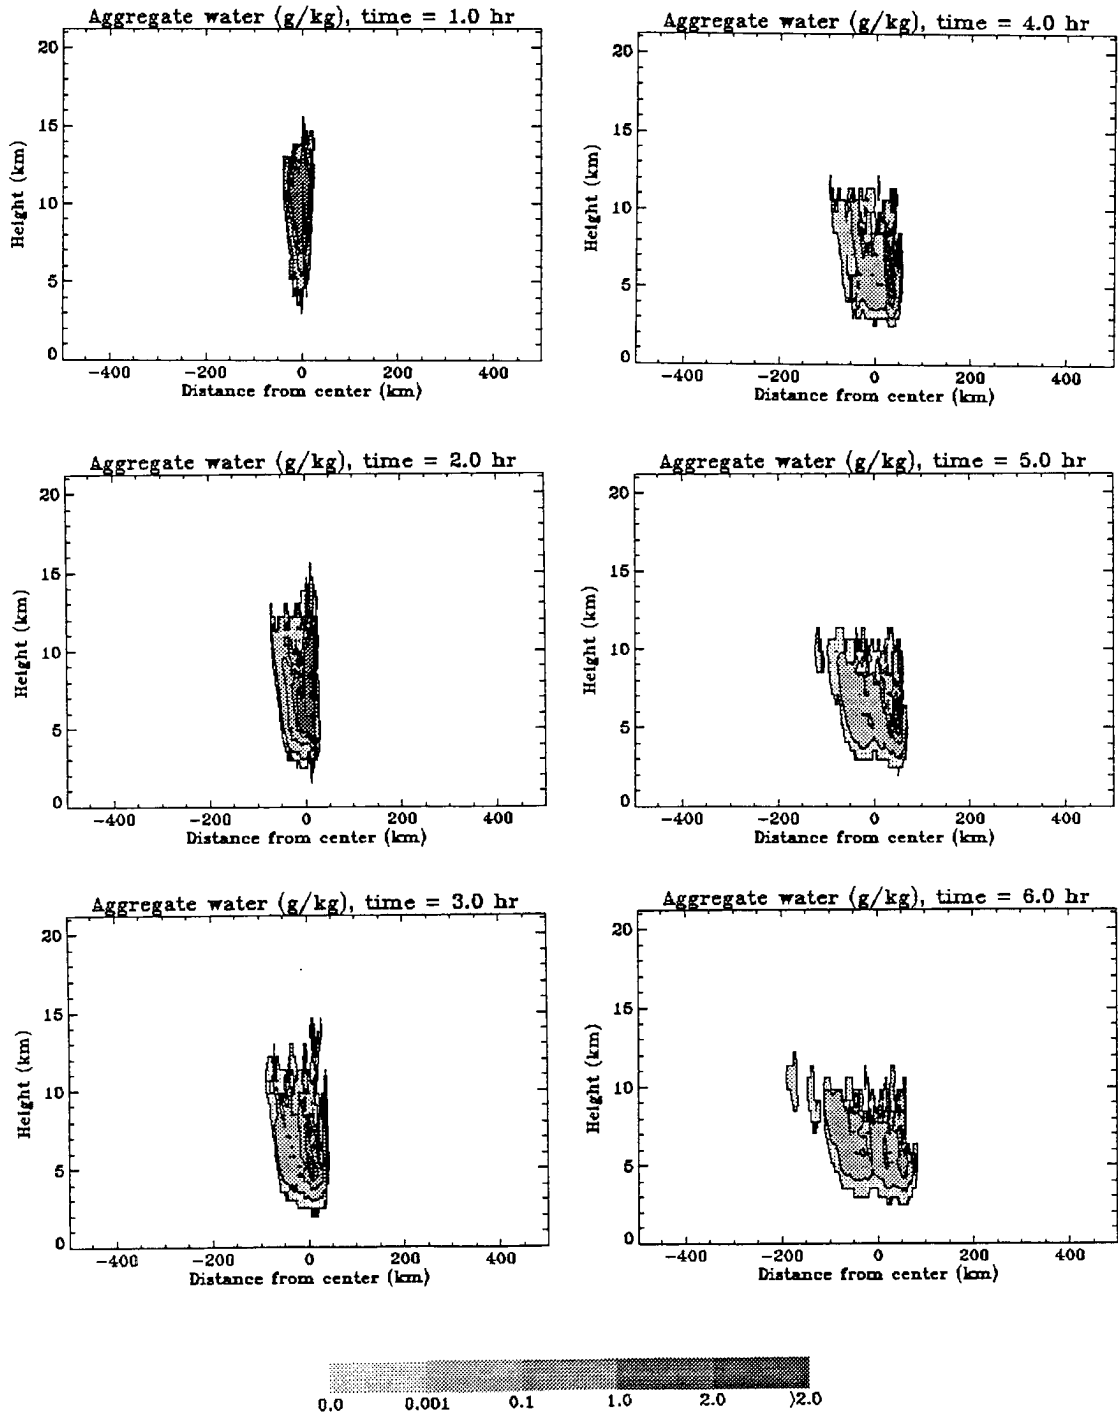 Aggregate water (g/kg), time = 1.0 hr
20
15
10
5
0
Height (km)
-400 -200 0 200 400
Distance from center (km)
Aggregate water (g/kg), time = 4.0 hr
20
15
10
5
0
Height (km)
-400 -200 0 200 400
Distance from center (km)
Aggregate water (g/kg), time = 2.0 hr
20
15
10
5
0
Height (km)
-400 -200 0 200 400
Distance from center (km)
Aggregate water (g/kg), time = 5.0 hr
20
15
10
5
0
Height (km)
-400 -200 0 200 400
Distance from center (km)
Aggregate water (g/kg), time = 3.0 hr
20
15
10
5
0
Height (km)
-400 -200 0 200 400
Distance from center (km)
Aggregate water (g/kg), time = 6.0 hr
20
15
10
5
0
Height (km)
-400 -200 0 200 400
Distance from center (km)
0.0 0.001 0.1 1.0 2.0 >2.0